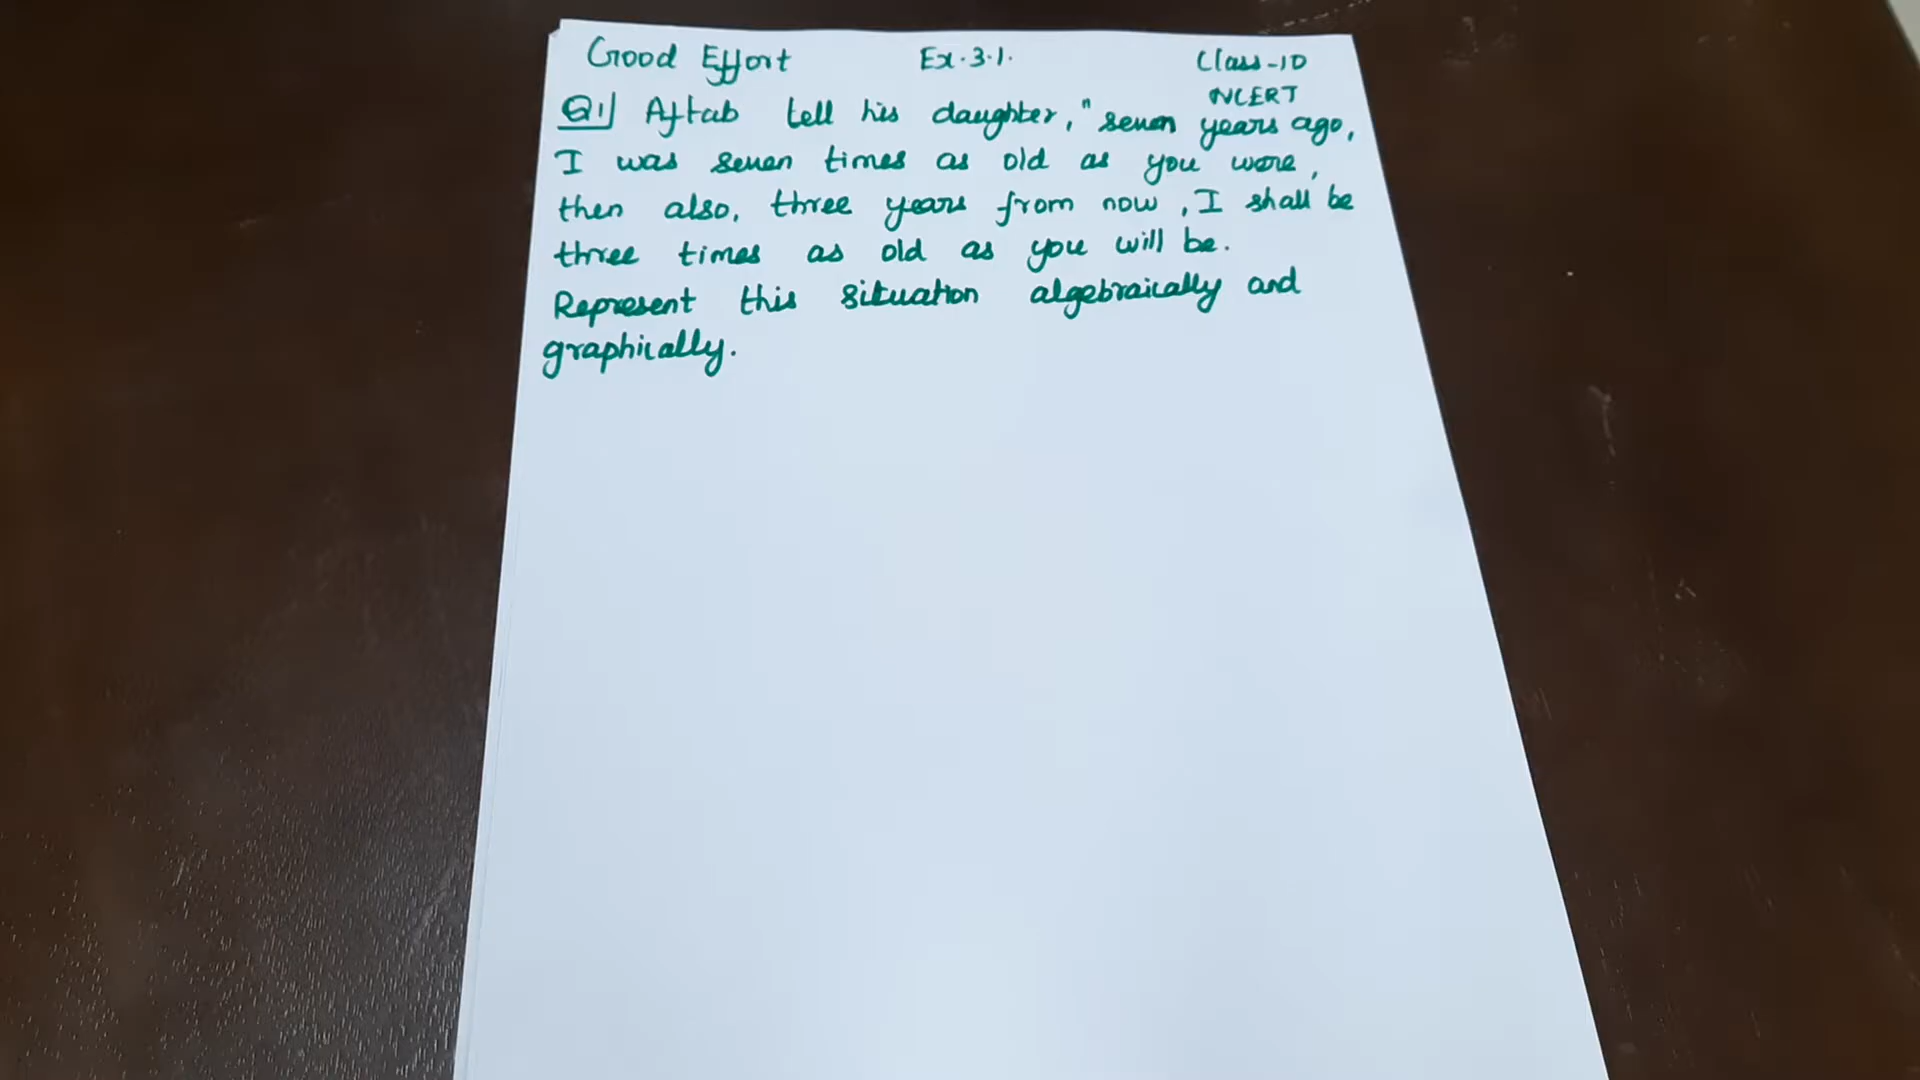 Good Effort Ex.3.1. Class-10
NCERT
Q1] Aftab tell his daughter, "seven years ago,
I was seven times as old as you were,
then also, three years from now, I shall be
three times as old as you will be.
Represent this situation algebraically and
graphically.